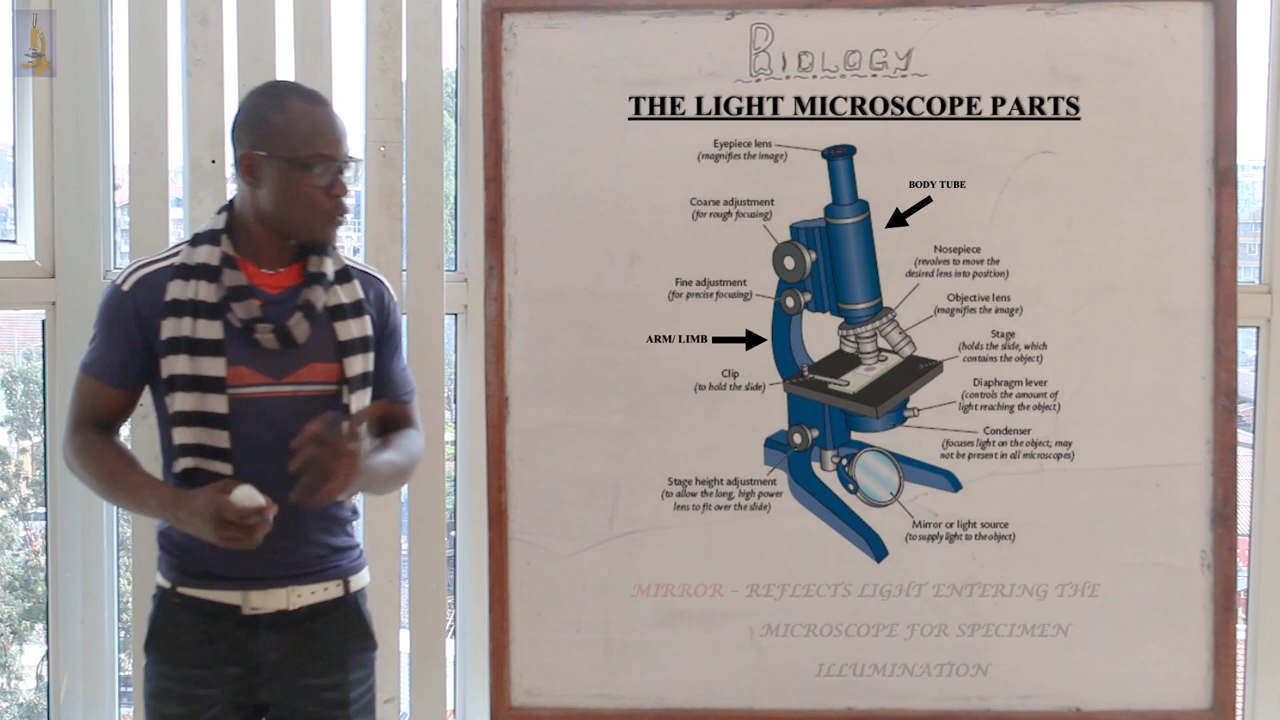 BIOLOGY
THE LIGHT MICROSCOPE PARTS
Eyepiece lens
(magnifies the image)
BODY TUBE
Coarse adjustment
(for rough focusing)
Nosepiece
(revolves to move the
desired lens into position)
Fine adjustment
(for precise focusing)
Objective lens
(magnifies the image)
ARM/ LIMB
Stage
(holds the slide, which
contains the object)
Clip
(to hold the slide)
Diaphragm lever
(controls the amount of
light reaching the object)
Condenser
(focuses light on the object; may
not be present in all microscopes)
Stage height adjustment
(to allow the long, high power
lens to fit over the slide)
Mirror or light source
(to supply light to the object)
MIRROR – REFLECTS LIGHT ENTERING THE
MICROSCOPE FOR SPECIMEN
ILLUMINATION